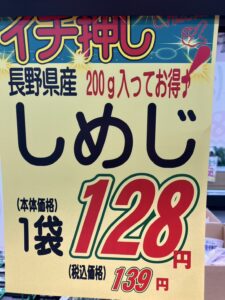 イチ押し
長野県産 200g入ってお得!
しめじ
(本体価格)
1袋 128円
(税込価格) 139円